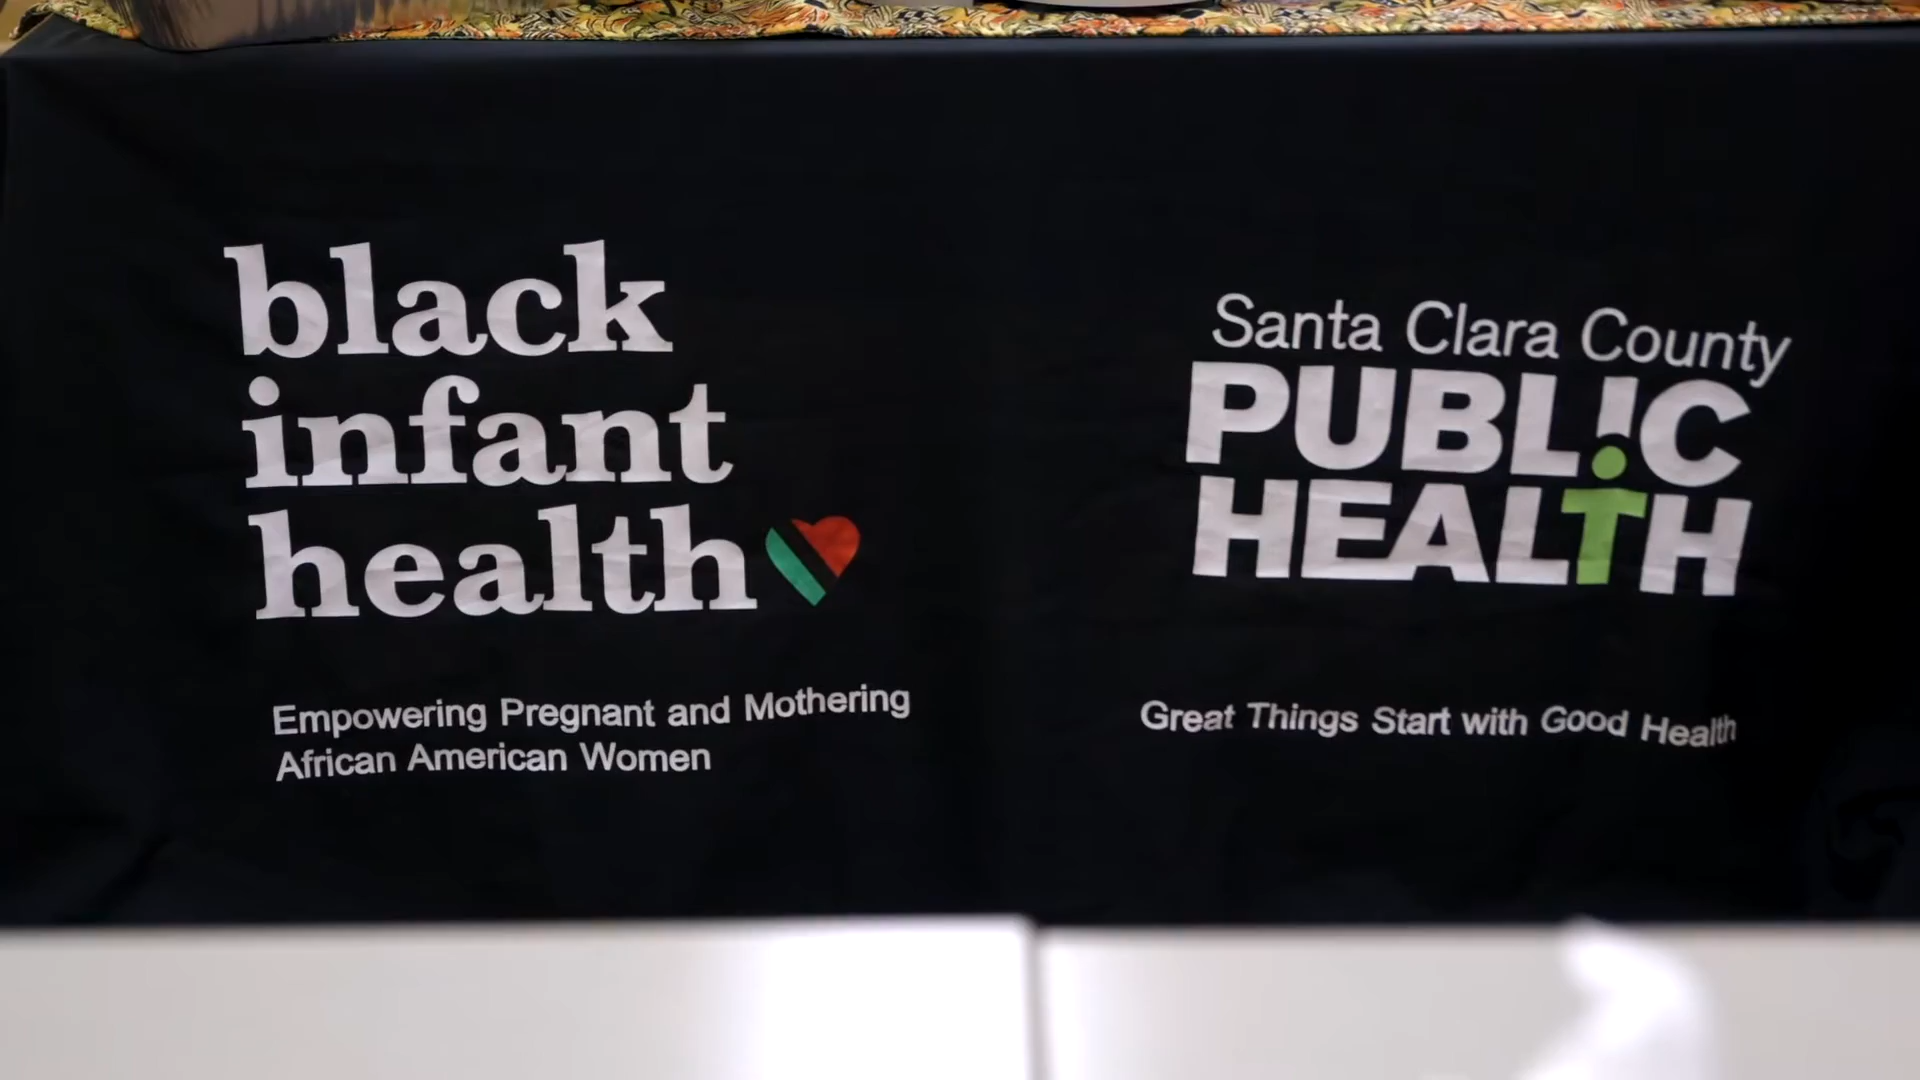 black
infant
health
Empowering Pregnant and Mothering
African American Women
Santa Clara County
PUBLIC
HEALTH
Great Things Start with Good Health